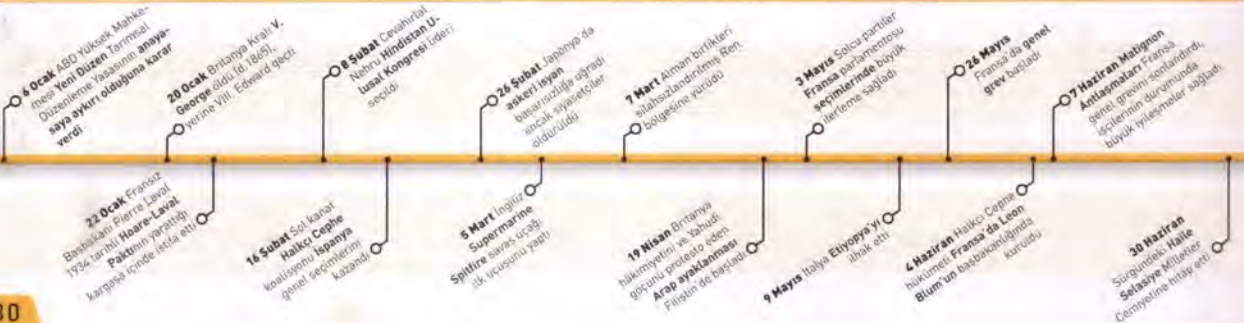 6 Ocak ABD Yüksek Mahke-
mesi Yeni Düzen Tarımsal
Düzenleme Yasasının anaya-
saya aykırı olduğuna karar
verdi
20 Ocak Britanya Kralı V.
George öldü (d.1865),
yerine VIII. Edward geçti
8 Şubat Cevahirlal
Nehru Hindistan U-
lusal Kongresi lideri
seçildi
26 Şubat Japonya'da
askeri isyan
başarısızlığa uğradı
ancak siyasetçiler
öldürüldü
7 Mart Alman birlikleri
silahsızlandırılmış Ren
bölgesine yürüdü
3 Mayıs Solcu partiler
Fransa parlamentosu
seçimlerinde büyük
ilerleme sağladı
26 Mayıs
Fransa'da genel
grev başladı
7 Haziran Matignon
Antlaşmaları Fransa
genel grevini sonlandırdı,
işçilerinin durumunda
büyük iyileşmeler sağladı
22 Ocak Fransız
Başbakanı Pierre Laval
1934 tarihli Hoare-Laval
Paktının yarattığı
kargaşa içinde istifa etti
16 Şubat Sol kanat
Halkçı Cephe
koalisyonu İspanya
genel seçimlerini
kazandı
5 Mart İngiliz
Supermarine
Spitfire savaş uçağı
ilk uçuşunu yaptı
19 Nisan Britanya
hakimiyetini ve Yahudi
göçünü protesto eden
Arap ayaklanması
Filistin'de başladı
9 Mayıs İtalya Etiyopya'yı
ilhak etti
4 Haziran Halkçı Cephe
hükümeti Fransa'da Leon
Blum'un başbakanlığında
kuruldu
30 Haziran
Sürgündeki Haile
Selasiye Milletler
Cemiyetine hitap etti
30